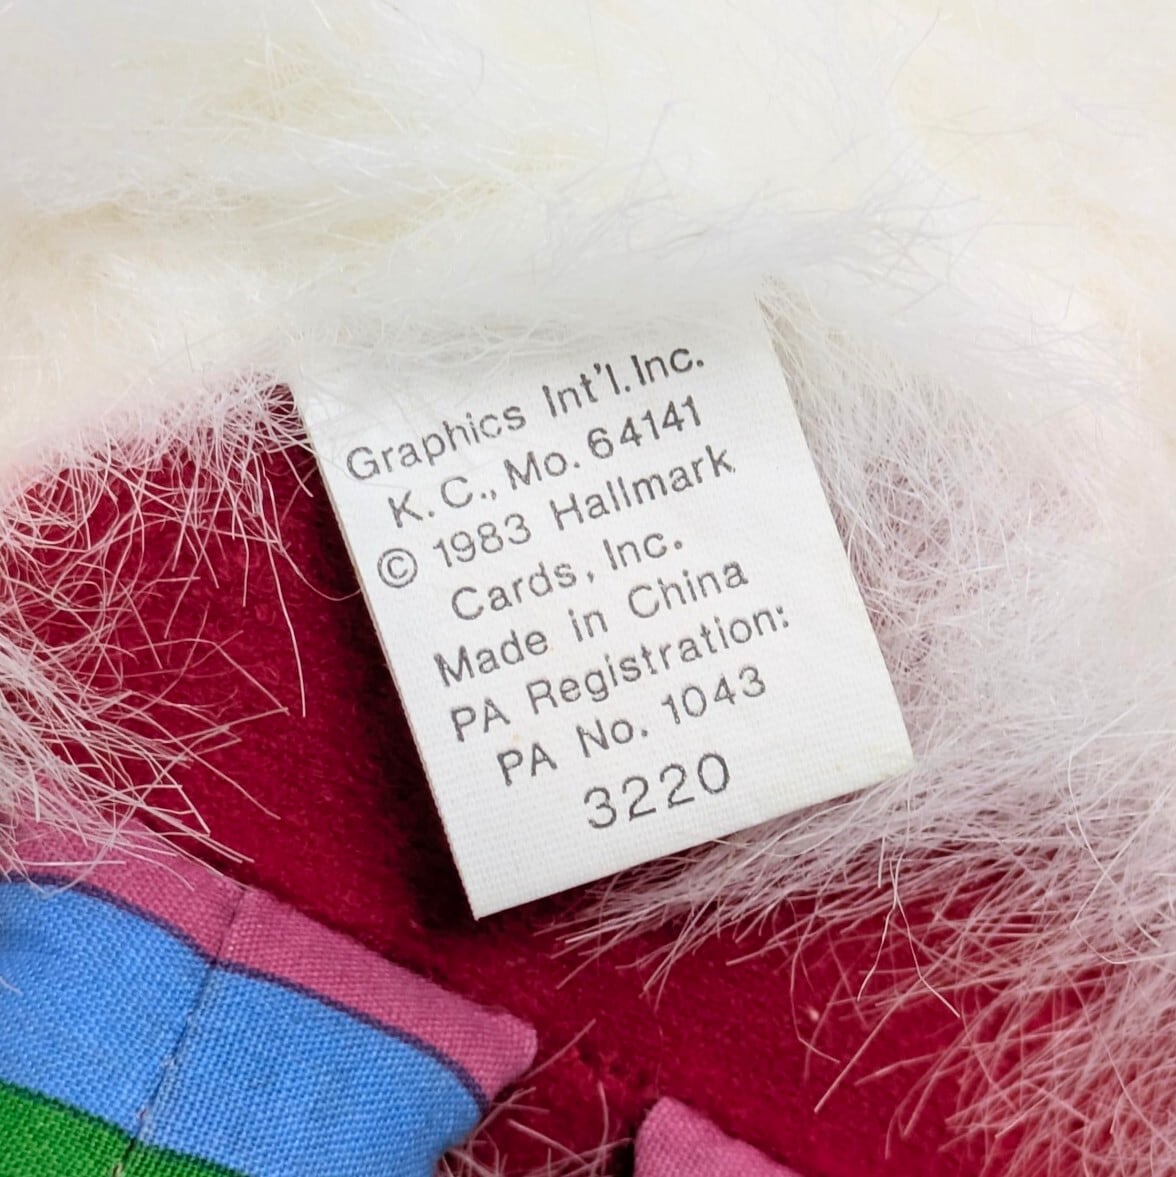 Graphics Int'l. Inc.
K.C., Mo. 64141
© 1983 Hallmark
Cards, Inc.
Made in China
PA Registration:
PA No. 1043
3220